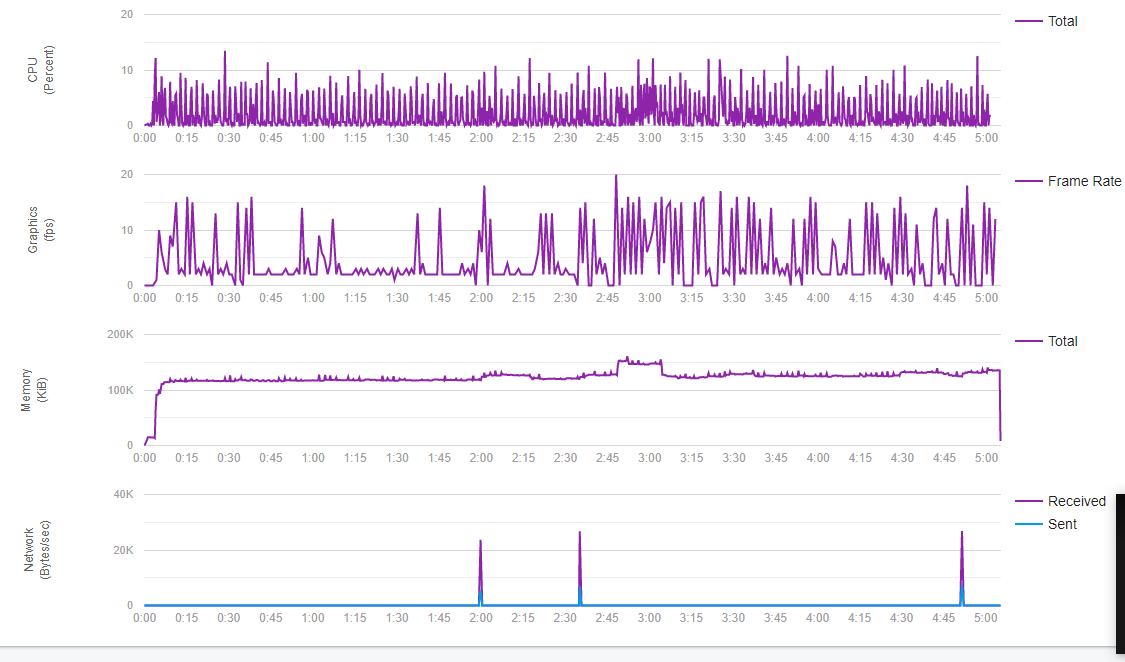 20
10
0
CPU
(Percent)
Total
0:00 0:15 0:30 0:45 1:00 1:15 1:30 1:45 2:00 2:15 2:30 2:45 3:00 3:15 3:30 3:45 4:00 4:15 4:30 4:45 5:00
20
10
0
Graphics
(fps)
Frame Rate
0:00 0:15 0:30 0:45 1:00 1:15 1:30 1:45 2:00 2:15 2:30 2:45 3:00 3:15 3:30 3:45 4:00 4:15 4:30 4:45 5:00
200K
100K
0
Memory
(KiB)
Total
0:00 0:15 0:30 0:45 1:00 1:15 1:30 1:45 2:00 2:15 2:30 2:45 3:00 3:15 3:30 3:45 4:00 4:15 4:30 4:45 5:00
40K
20K
0
Network
(Bytes/sec)
Received
Sent
0:00 0:15 0:30 0:45 1:00 1:15 1:30 1:45 2:00 2:15 2:30 2:45 3:00 3:15 3:30 3:45 4:00 4:15 4:30 4:45 5:00